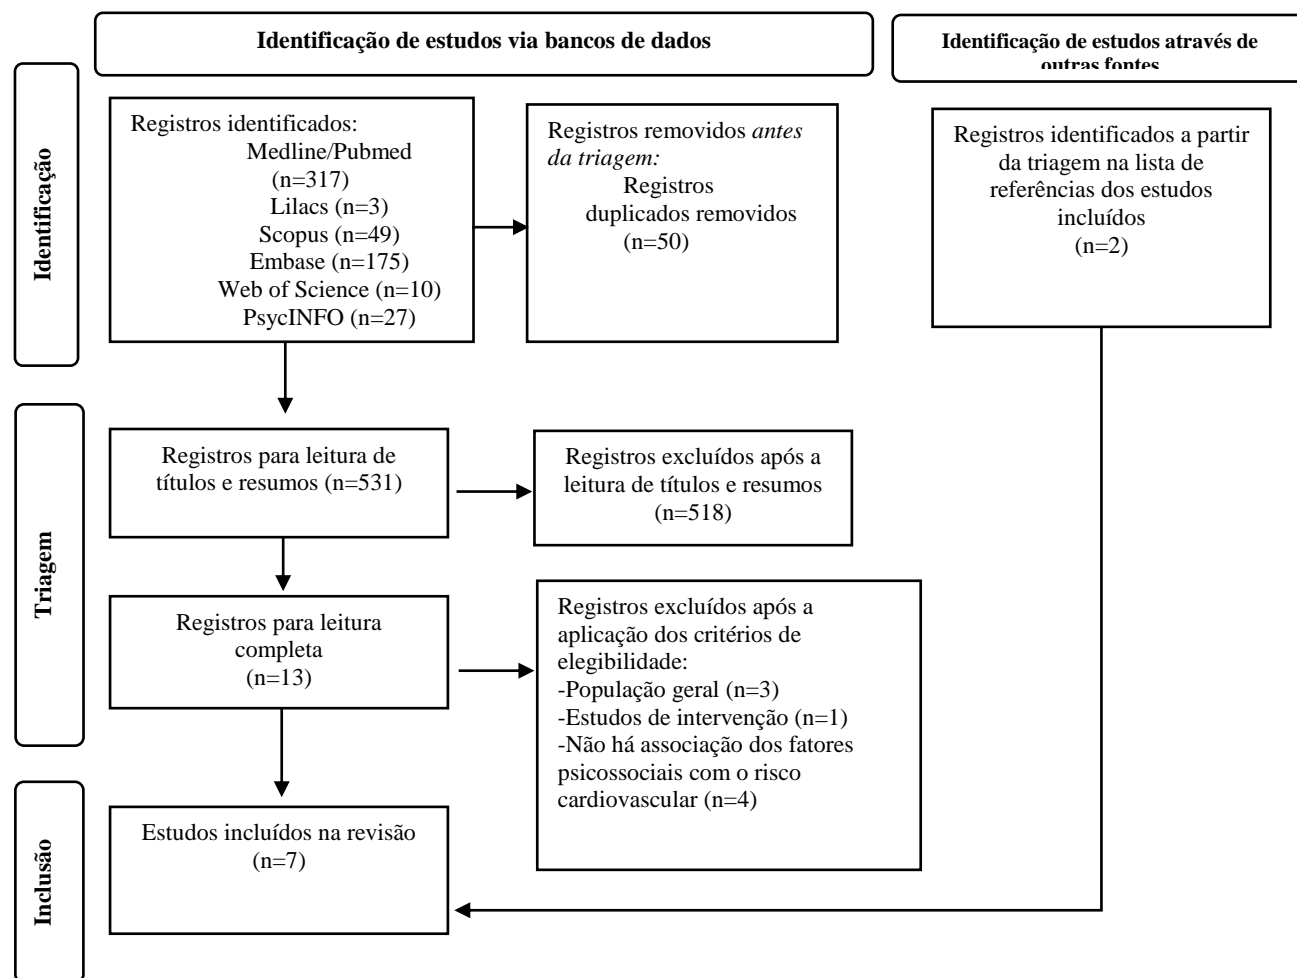 Identificação de estudos via bancos de dados
Identificação de estudos através de
outras fontes
Identificação
Registros identificados:
Medline/Pubmed
(n=317)
Lilacs (n=3)
Scopus (n=49)
Embase (n=175)
Web of Science (n=10)
PsycINFO (n=27)
Registros removidos antes
da triagem:
Registros
duplicados removidos
(n=50)
Registros identificados a partir
da triagem na lista de
referências dos estudos
incluídos
(n=2)
Triagem
Registros para leitura de
títulos e resumos (n=531)
Registros excluídos após a
leitura de títulos e resumos
(n=518)
Registros para leitura
completa
(n=13)
Registros excluídos após a
aplicação dos critérios de
elegibilidade:
-População geral (n=3)
-Estudos de intervenção (n=1)
-Não há associação dos fatores
psicossociais com o risco
cardiovascular (n=4)
Inclusão
Estudos incluídos na revisão
(n=7)